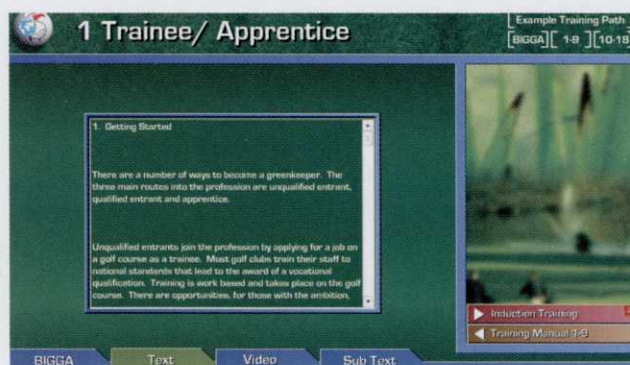 1 Trainee/ Apprentice
Example Training Path
[BIGGA][ 1-9 ][10-18]
1. Getting Started
There are a number of ways to become a greenkeeper. The
three main routes into the profession are unqualified entrant,
qualified entrant and apprentice.
Unqualified entrants join the profession by applying for a job on
a golf course as a trainee. Most golf clubs train their staff to
national standards that lead to the award of a vocational
qualification. Training is work based and takes place on the golf
course. There are opportunities, for those with the ambition,
Induction Training
Training Manual 1-9
BIGGA
Text
Video
Sub Text